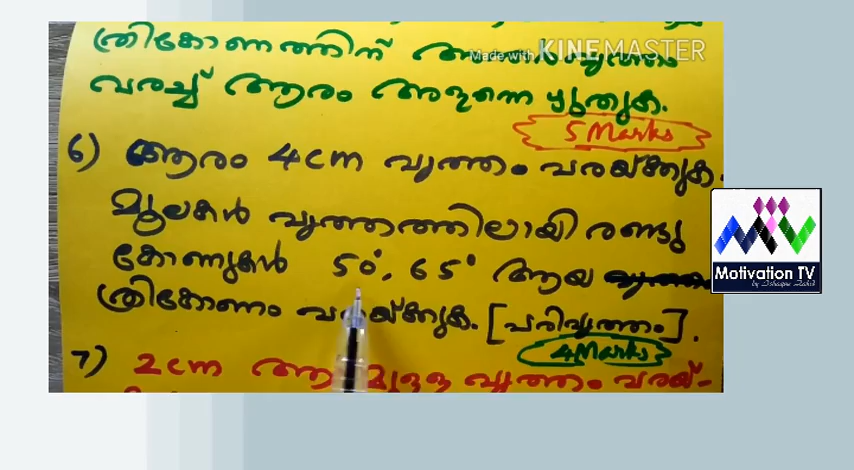 ത്രികോണത്തിന്
Made with KINEMASTER
വരച്ച് ആരം അളന്നെഴുതുക.
5 Marks
6) ആരം 4cm വൃത്തം വരയ്ക്കുക.
മൂലകൾ വൃത്തത്തിലായി രണ്ടു
കോണുകൾ 50°, 65° ആയ
ത്രികോണം വരയ്ക്കുക. [പരിവൃത്തം].
4 Marks
7) 2cm വൃത്തം വരയ്-
Motivation TV